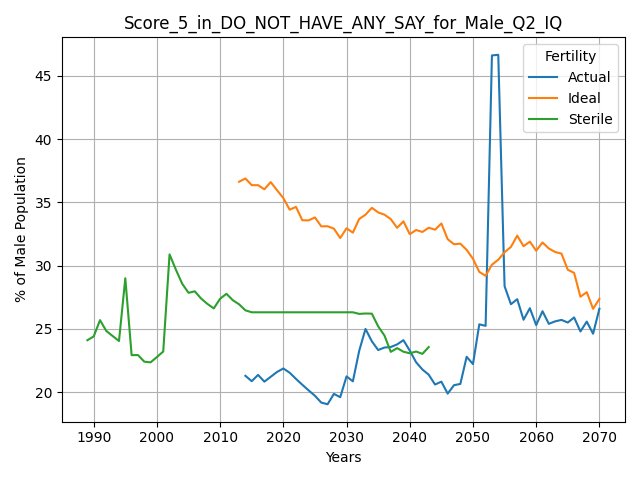 Score_5_in_DO_NOT_HAVE_ANY_SAY_for_Male_Q2_IQ
Fertility
Actual
Ideal
Sterile
% of Male Population
45
40
35
30
25
20
1990
2000
2010
2020
2030
2040
2050
2060
2070
Years